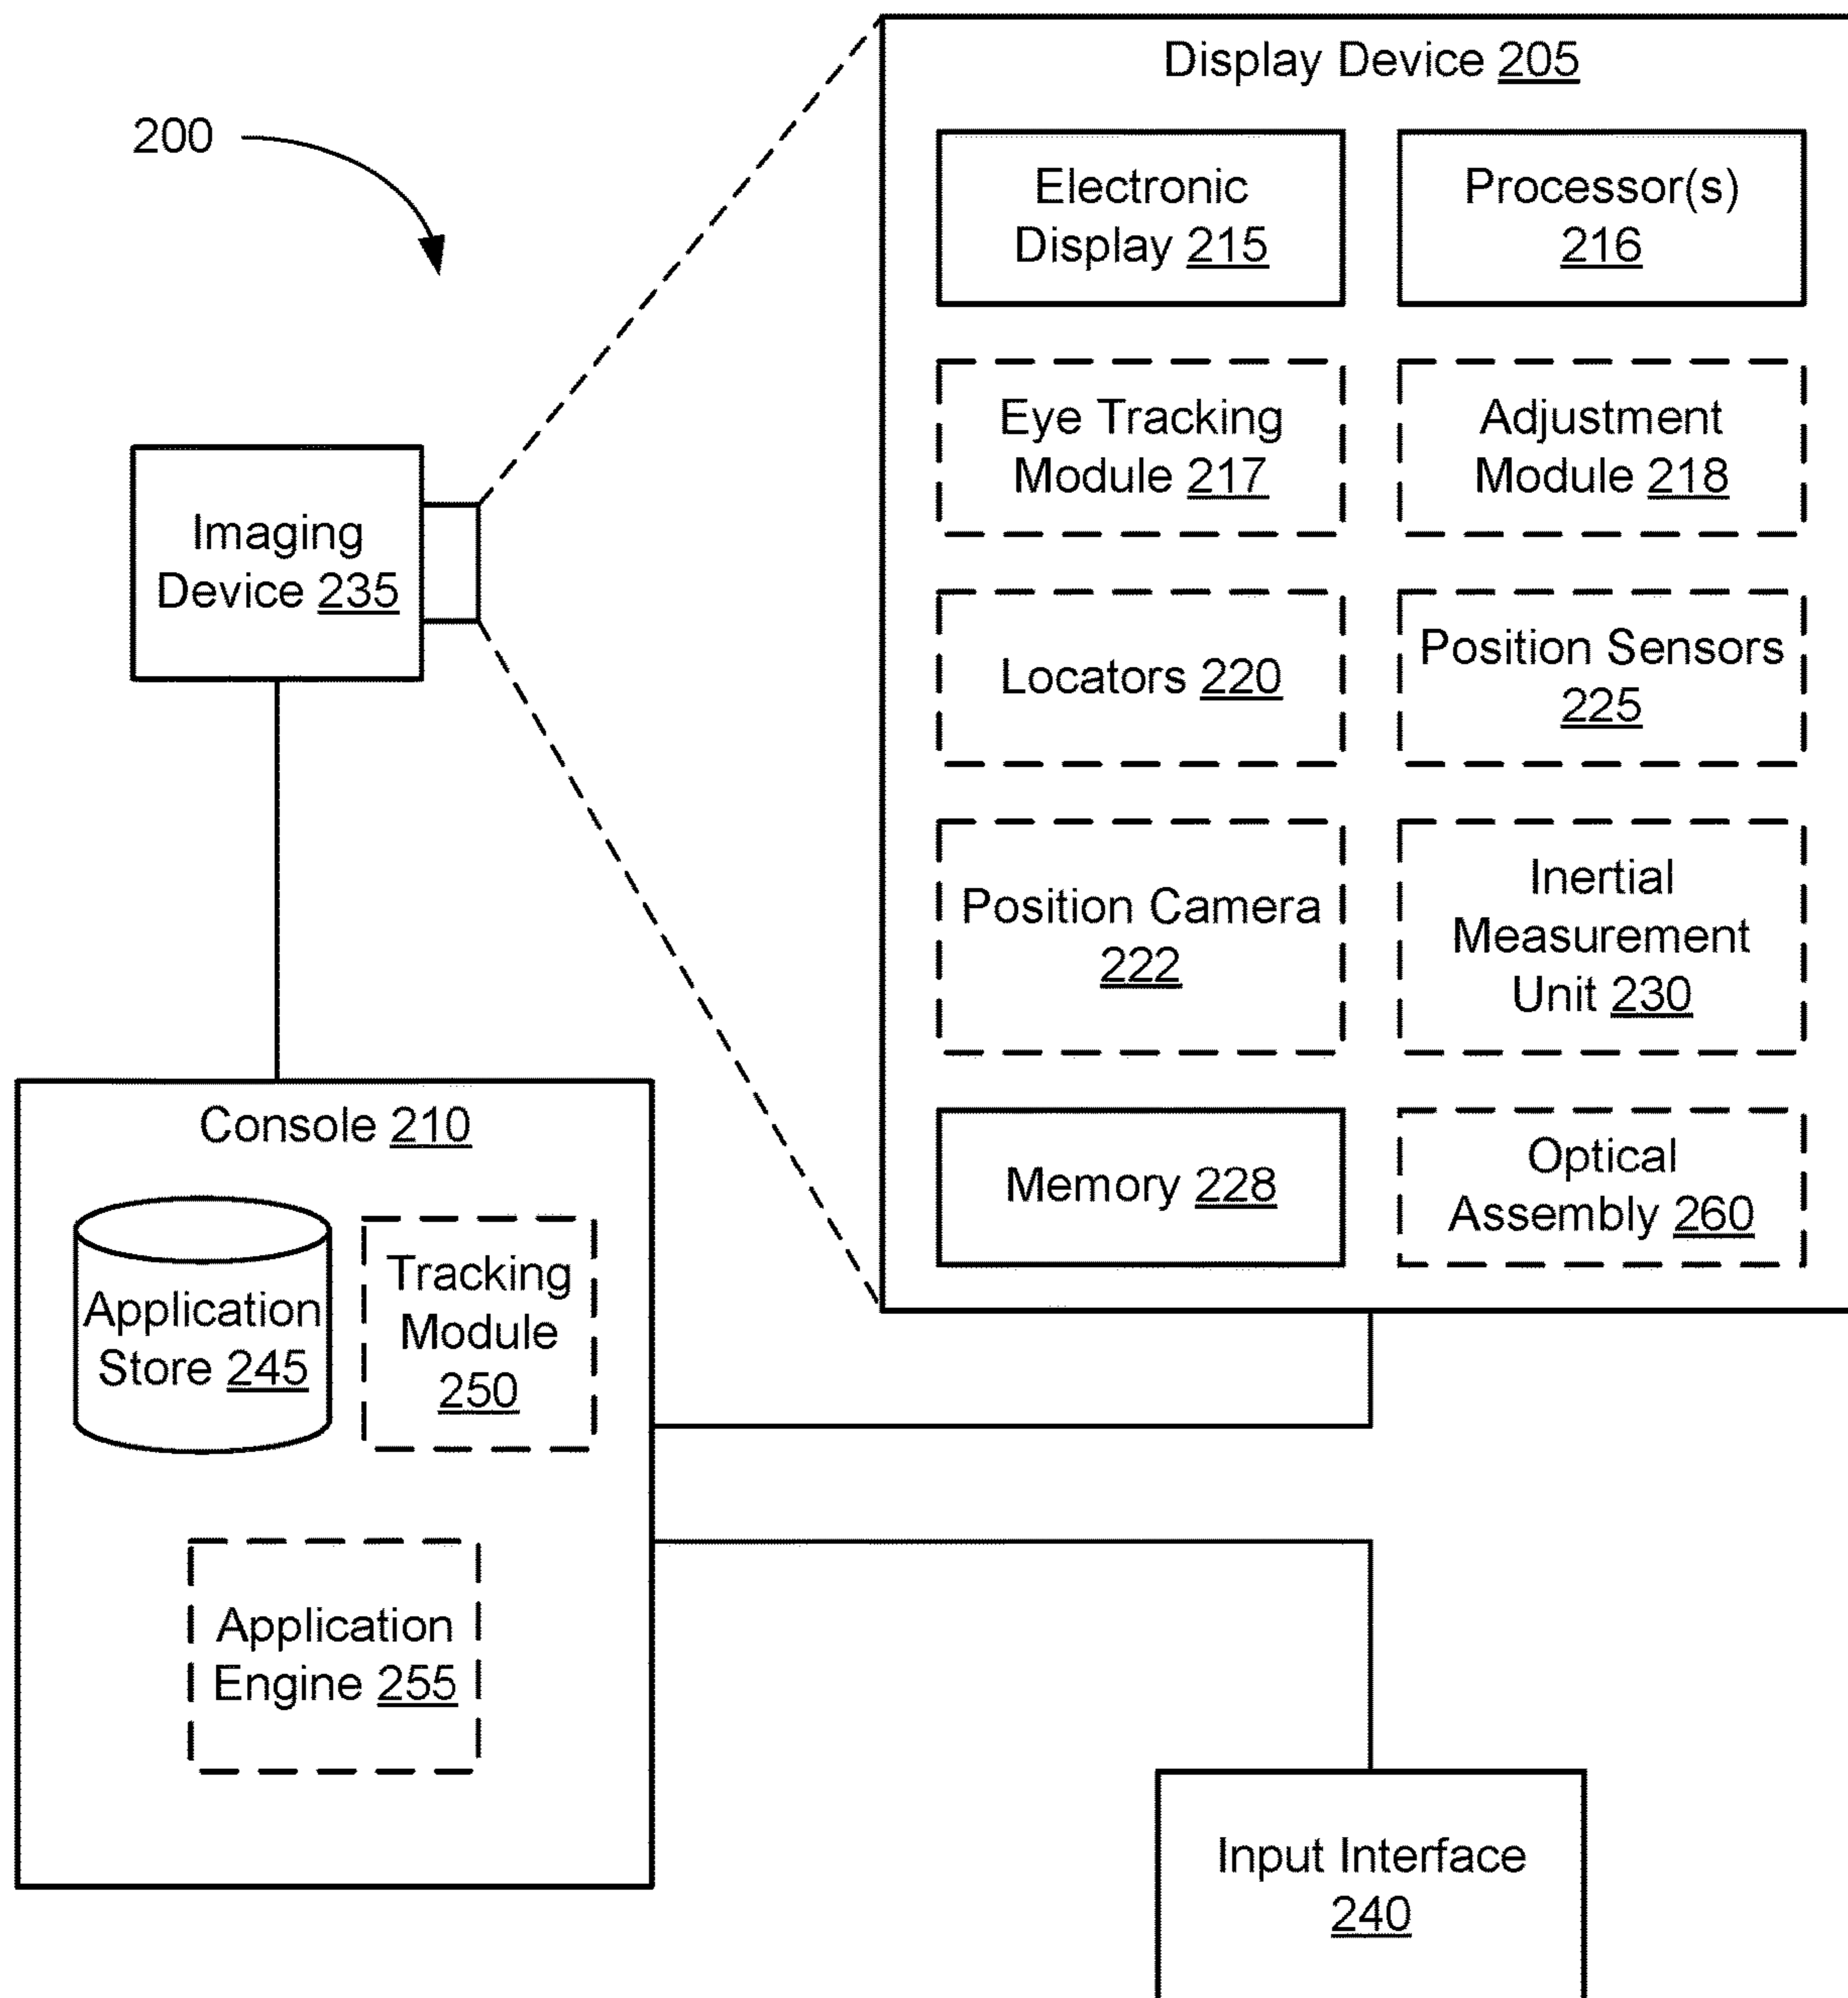 200
Display Device 205
Electronic
Display 215
Processor(s)
216
Eye Tracking
Module 217
Adjustment
Module 218
Imaging
Device 235
Locators 220
Position Sensors
225
Position Camera
222
Inertial
Measurement
Unit 230
Memory 228
Optical
Assembly 260
Console 210
Application
Store 245
Tracking
Module
250
Application
Engine 255
Input Interface
240